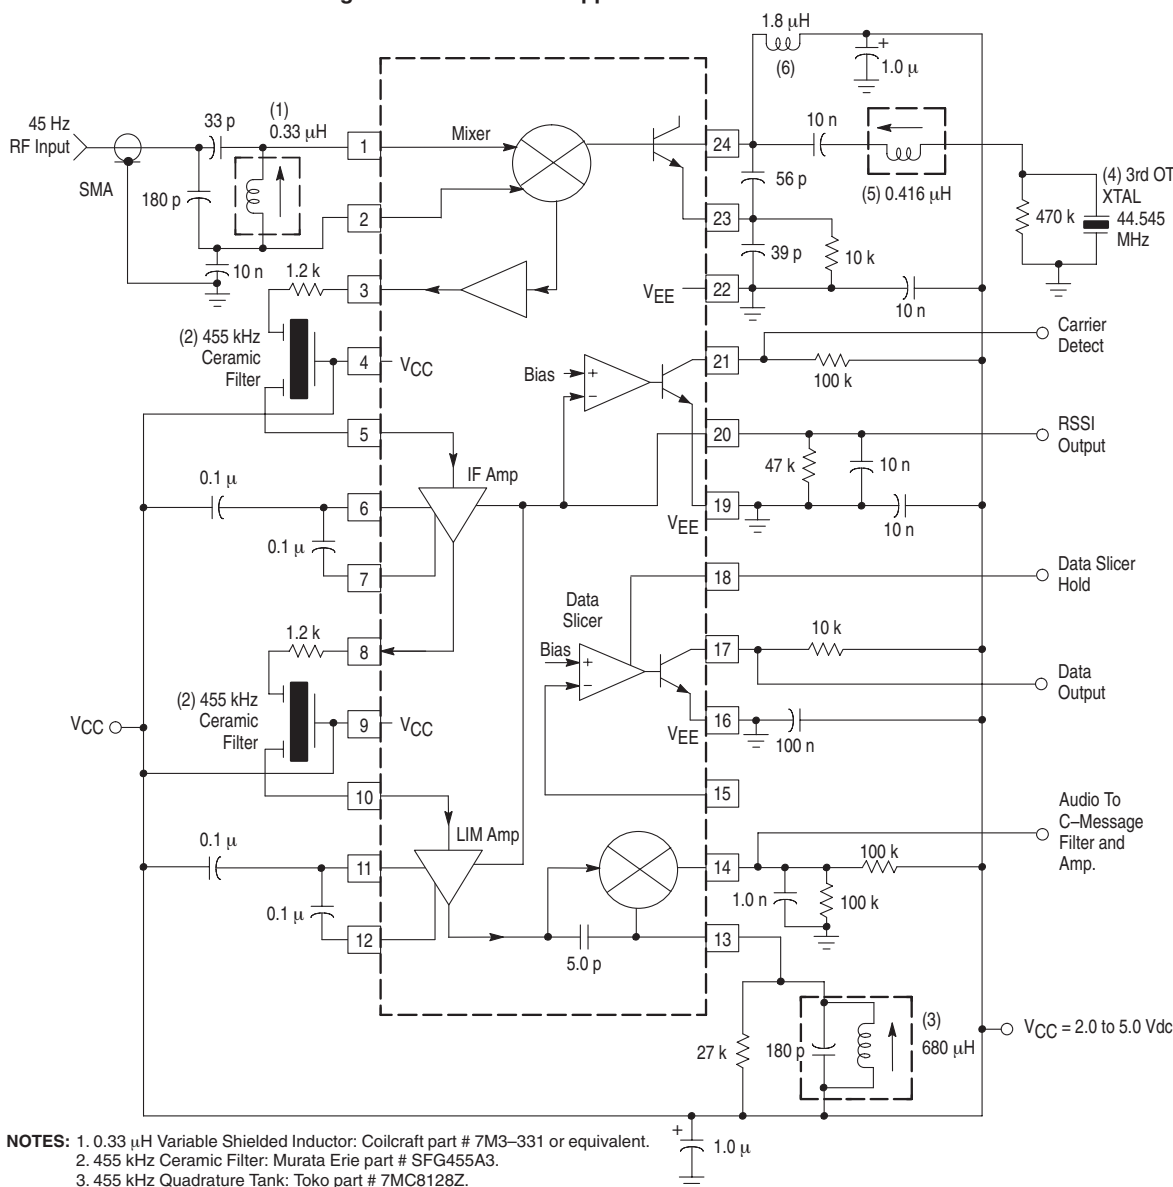 1.8 µH
(6)
+
1.0 µ
45 Hz
RF Input
SMA
33 p
(1)
0.33 µH
180 p
10 n
1
Mixer
24
10 n
(5) 0.416 µH
56 p
(4) 3rd OT
XTAL
44.545
MHz
470 k
2
23
39 p
10 k
1.2 k
3
VEE
22
10 n
(2) 455 kHz
Ceramic
Filter
4
VCC
Bias
+
−
21
100 k
Carrier
Detect
5
20
47 k
10 n
RSSI
Output
0.1 µ
6
IF Amp
19
VEE
10 n
0.1 µ
7
18
Data Slicer
Hold
Data
Slicer
1.2 k
8
Bias
+
−
17
10 k
Data
Output
(2) 455 kHz
Ceramic
Filter
VCC
9
VCC
16
VEE
100 n
10
15
Audio To
C–Message
Filter and
Amp.
0.1 µ
11
LIM Amp
14
100 k
1.0 n
100 k
0.1 µ
12
5.0 p
13
27 k
180 p
(3)
680 µH
VCC = 2.0 to 5.0 Vdc
+
1.0 µ
NOTES: 1. 0.33 µH Variable Shielded Inductor: Coilcraft part # 7M3–331 or equivalent.
2. 455 kHz Ceramic Filter: Murata Erie part # SFG455A3.
3. 455 kHz Quadrature Tank: Toko part # 7MC8128Z.